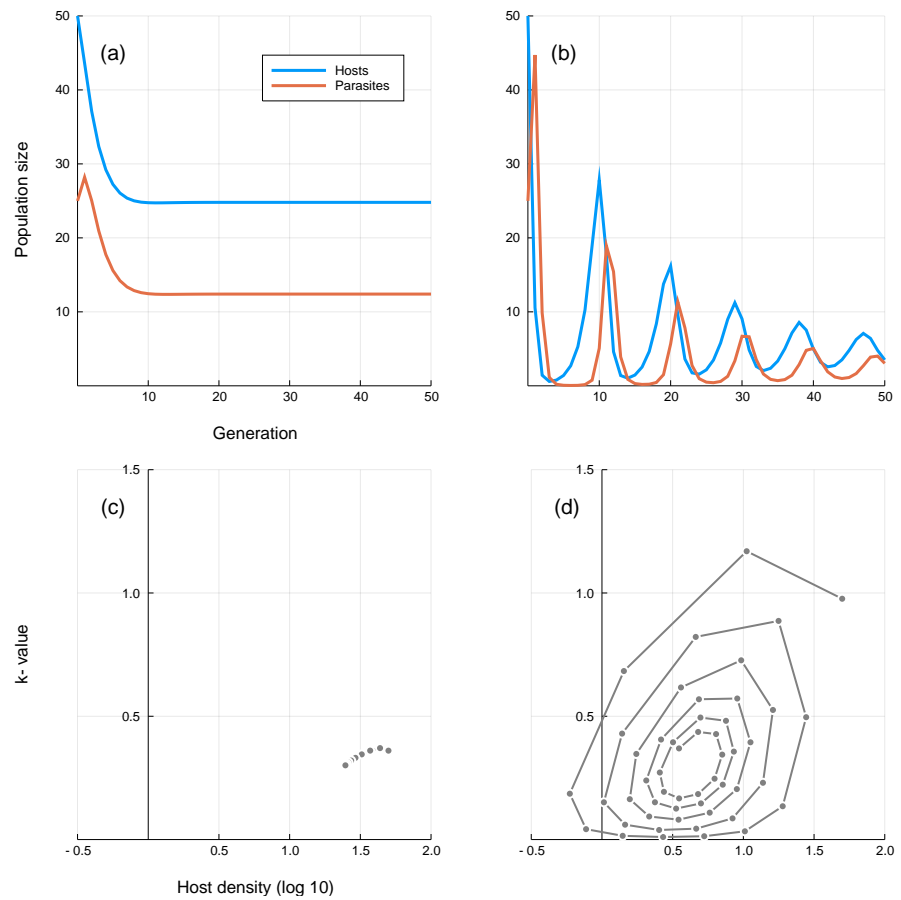 50
(a)
Hosts
Parasites
40
30
20
10
10 20 30 40 50
Population size
Generation
50
(b)
40
30
20
10
10 20 30 40 50
1.5
(c)
1.0
0.5
- 0.5 0.5 1.0 1.5 2.0
k- value
Host density (log 10)
1.5
(d)
1.0
0.5
- 0.5 0.5 1.0 1.5 2.0